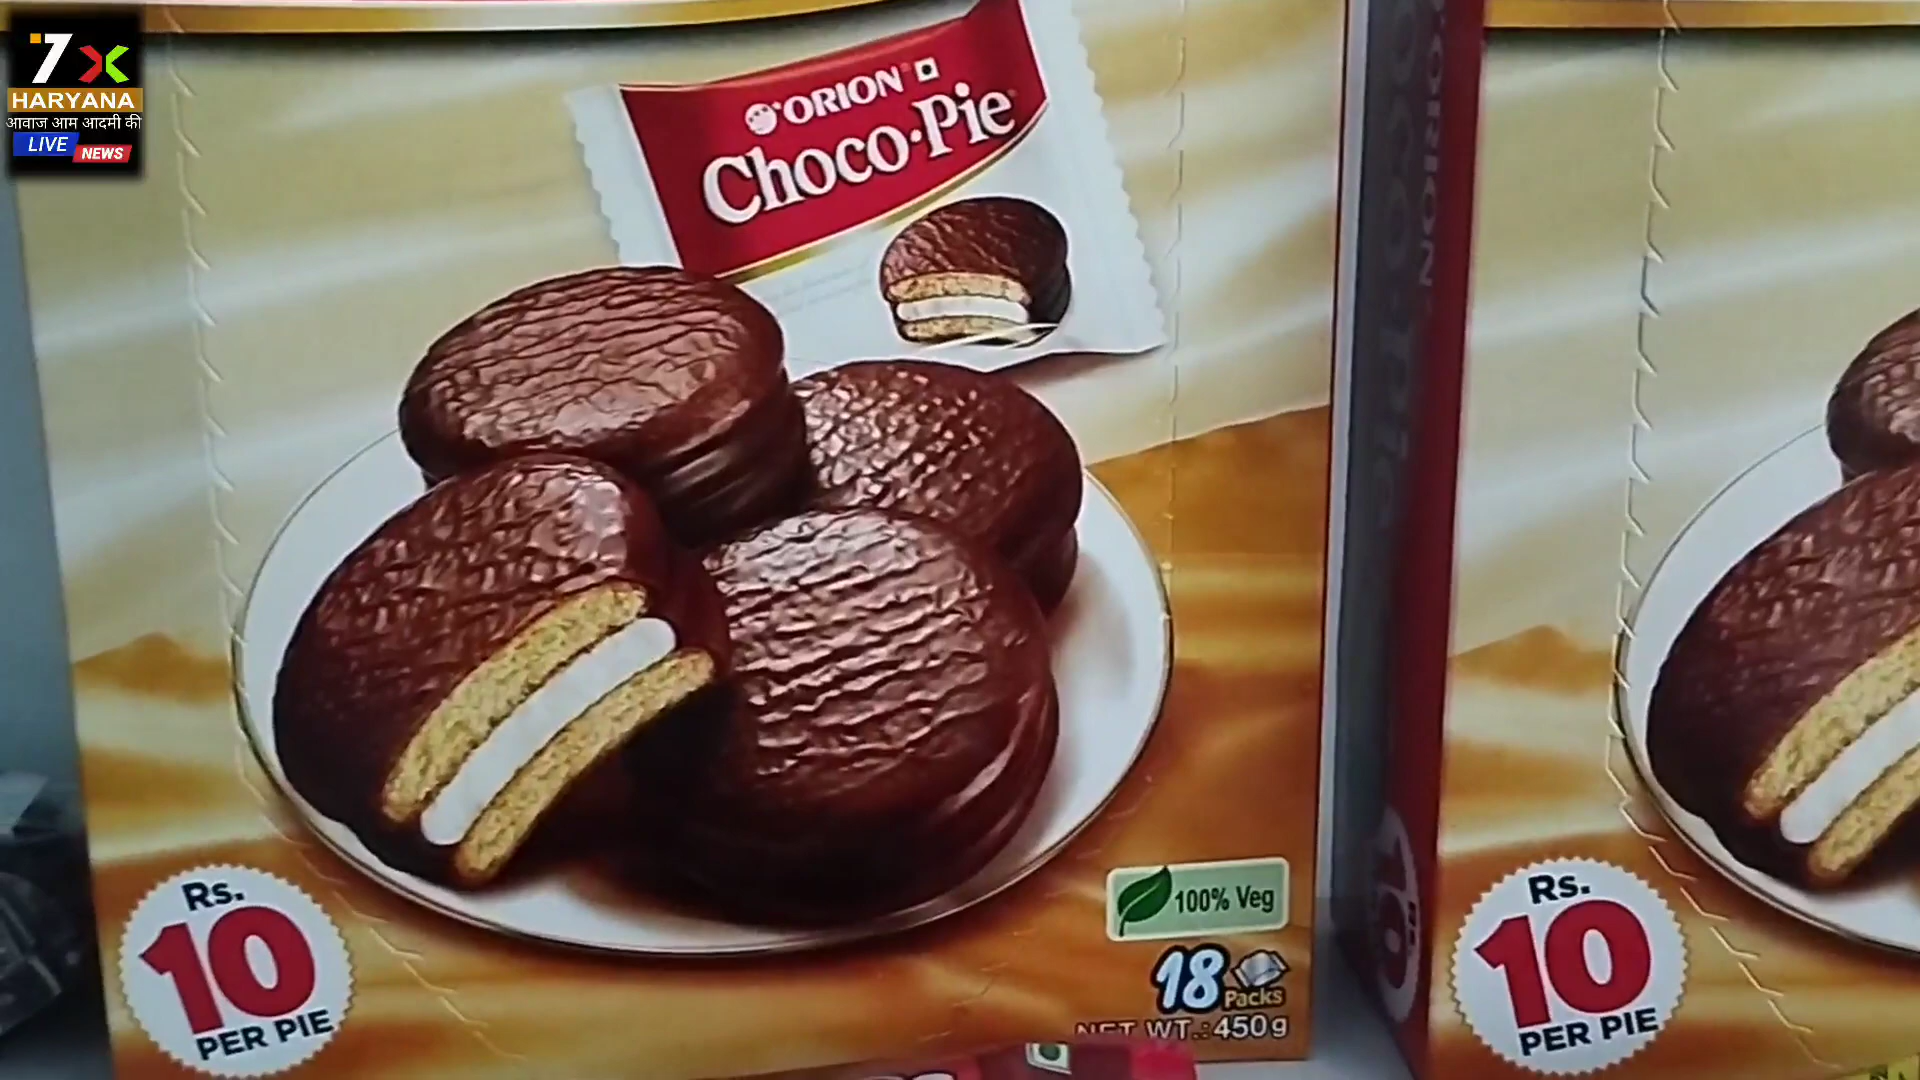 7x
HARYANA
आवाज आम आदमी की
LIVE NEWS
ORION
Choco•Pie
Rs.
10
PER PIE
100% Veg
18 Packs
NET WT.: 450g
ORION
Rs.
10
PER PIE